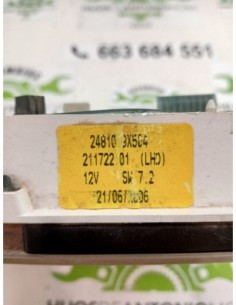 663 684 551
24810 9X504
211722 01 (LHD)
12V SW 7.2
21/06/2006